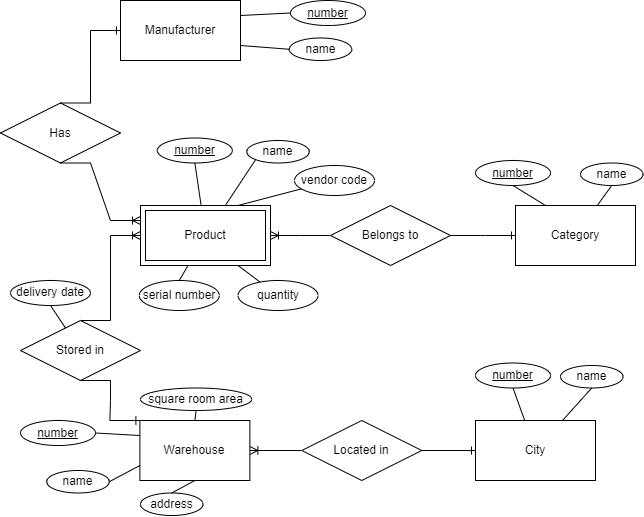 number
Manufacturer
name
Has
number
name
vendor code
number
name
Product
Belongs to
Category
delivery date
serial number
quantity
Stored in
square room area
number
name
number
Warehouse
Located in
City
name
address